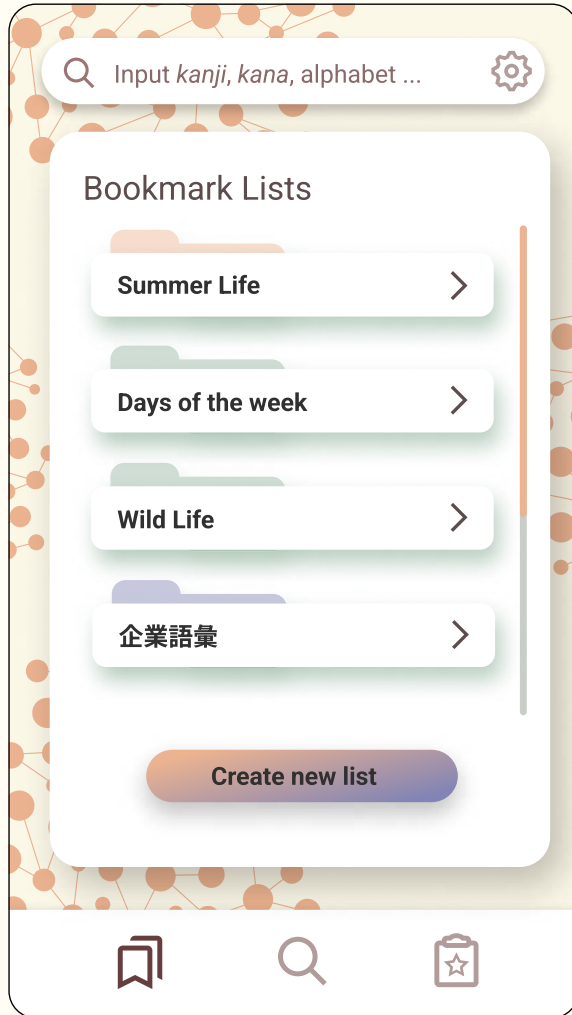 Input kanji, kana, alphabet ...
Bookmark Lists
Summer Life
Days of the week
Wild Life
企業語彙
Create new list